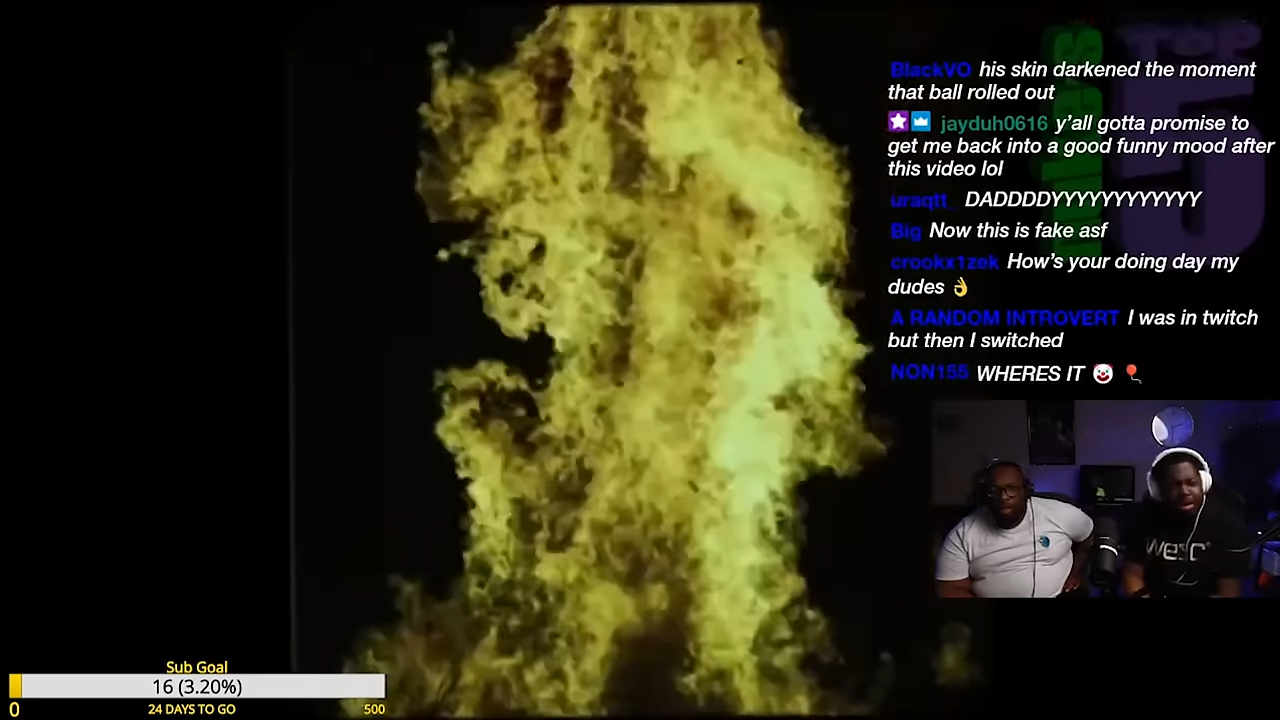 BlackVO his skin darkened the moment
that ball rolled out
jayduh0616 y'all gotta promise to
get me back into a good funny mood after
this video lol
uraqtt_ DADDDDYYYYYYYYYYYY
Big Now this is fake asf
crookx1zek How's your doing day my
dudes 👌
A RANDOM INTROVERT I was in twitch
but then I switched
NON155 WHERES IT 🤡 🎈
TOP
5
Sub Goal
16 (3.20%)
0 24 DAYS TO GO 500